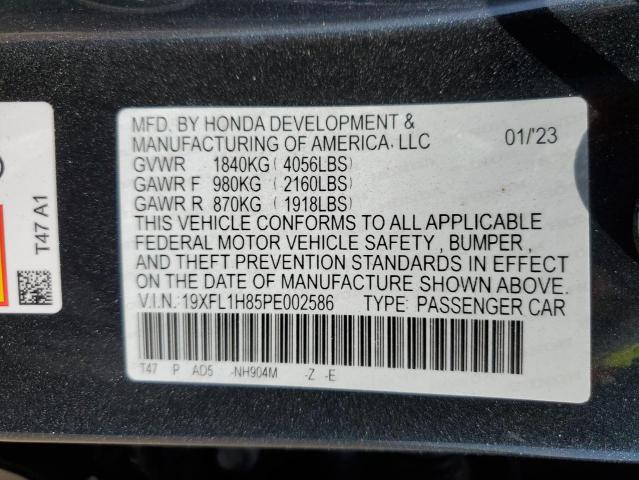 MFD. BY HONDA DEVELOPMENT &
MANUFACTURING OF AMERICA, LLC 01/'23
GVWR 1840KG ( 4056LBS )
GAWR F 980KG ( 2160LBS )
GAWR R 870KG ( 1918LBS )
THIS VEHICLE CONFORMS TO ALL APPLICABLE
FEDERAL MOTOR VEHICLE SAFETY , BUMPER ,
AND THEFT PREVENTION STANDARDS IN EFFECT
ON THE DATE OF MANUFACTURE SHOWN ABOVE.
V.I.N.: 19XFL1H85PE002586 TYPE: PASSENGER CAR
T47 P AD5 -NH904M -Z -E
T47 A1